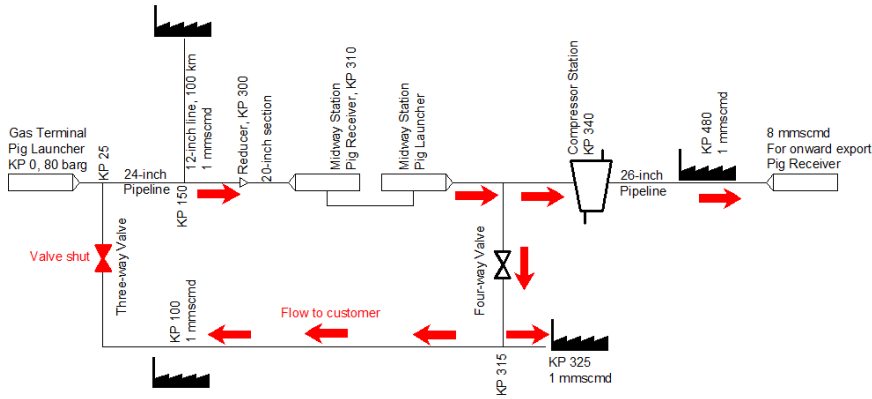 Gas Terminal
Pig Launcher
KP 0, 80 barg
KP 25
24-inch
Pipeline
KP 150
12-inch line, 100 km
1 mmscmd
Reducer, KP 300
20-inch section
Midway Station
Pig Receiver, KP 310
Midway Station
Pig Launcher
Compressor Station
KP 340
26-inch
Pipeline
KP 480
1 mmscmd
8 mmscmd
For onward export
Pig Receiver
Valve shut
Three-way Valve
KP 100
1 mmscmd
Flow to customer
Four-way Valve
KP 315
KP 325
1 mmscmd